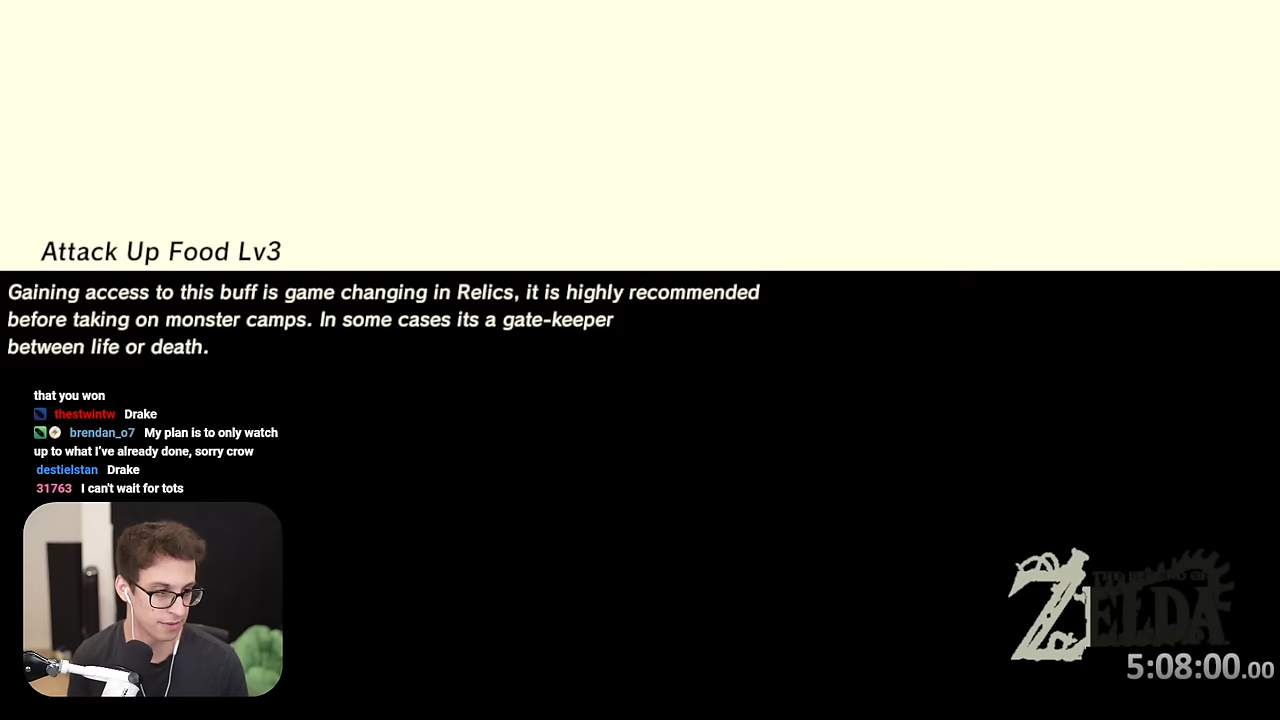 Attack Up Food Lv3
Gaining access to this buff is game changing in Relics, it is highly recommended
before taking on monster camps. In some cases its a gate-keeper
between life or death.
that you won
thestwintw Drake
brendan_o7 My plan is to only watch
up to what I've already done, sorry crow
destielstan Drake
31763 I can't wait for tots
ZELDA
5:08:00.00